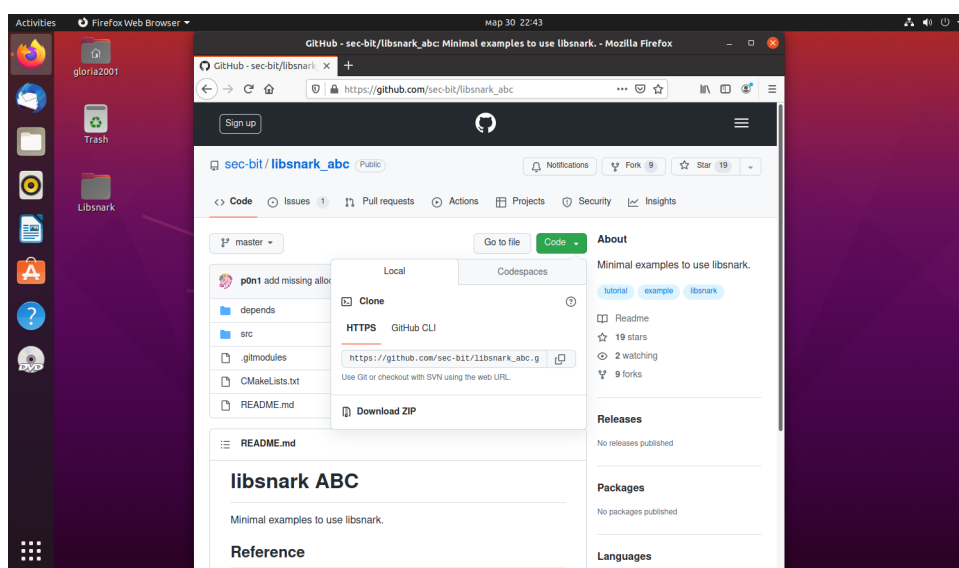 Activities Firefox Web Browser мар 30 22:43
GitHub - sec-bit/libsnark_abc: Minimal examples to use libsnark. - Mozilla Firefox
gloria2001
Trash
Libsnark
DVD
GitHub - sec-bit/libsnark
https://github.com/sec-bit/libsnark_abc
Sign up
sec-bit / libsnark_abc Public
Notifications Fork 9 Star 19
Code Issues 1 Pull requests Actions Projects Security Insights
master Go to file Code
p0n1 add missing alloc
depends
src
.gitmodules
CMakeLists.txt
README.md
Local Codespaces
Clone
HTTPS GitHub CLI
https://github.com/sec-bit/libsnark_abc.g
Use Git or checkout with SVN using the web URL.
Download ZIP
README.md
libsnark ABC
Minimal examples to use libsnark.
Reference
About
Minimal examples to use libsnark.
tutorial example libsnark
Readme
19 stars
2 watching
9 forks
Releases
No releases published
Packages
No packages published
Languages